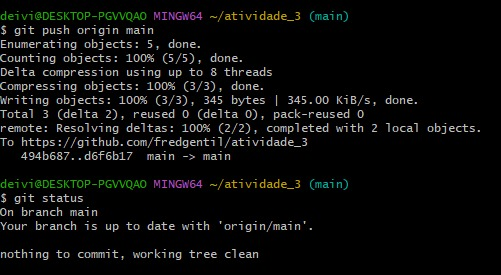 deivi@DESKTOP-PGVVQAO MINGW64 ~/atividade_3 (main)
$ git push origin main
Enumerating objects: 5, done.
Counting objects: 100% (5/5), done.
Delta compression using up to 8 threads
Compressing objects: 100% (3/3), done.
Writing objects: 100% (3/3), 345 bytes | 345.00 KiB/s, done.
Total 3 (delta 2), reused 0 (delta 0), pack-reused 0
remote: Resolving deltas: 100% (2/2), completed with 2 local objects.
To https://github.com/fredgentil/atividade_3
   494b687..d6f6b17  main -> main

deivi@DESKTOP-PGVVQAO MINGW64 ~/atividade_3 (main)
$ git status
On branch main
Your branch is up to date with 'origin/main'.

nothing to commit, working tree clean